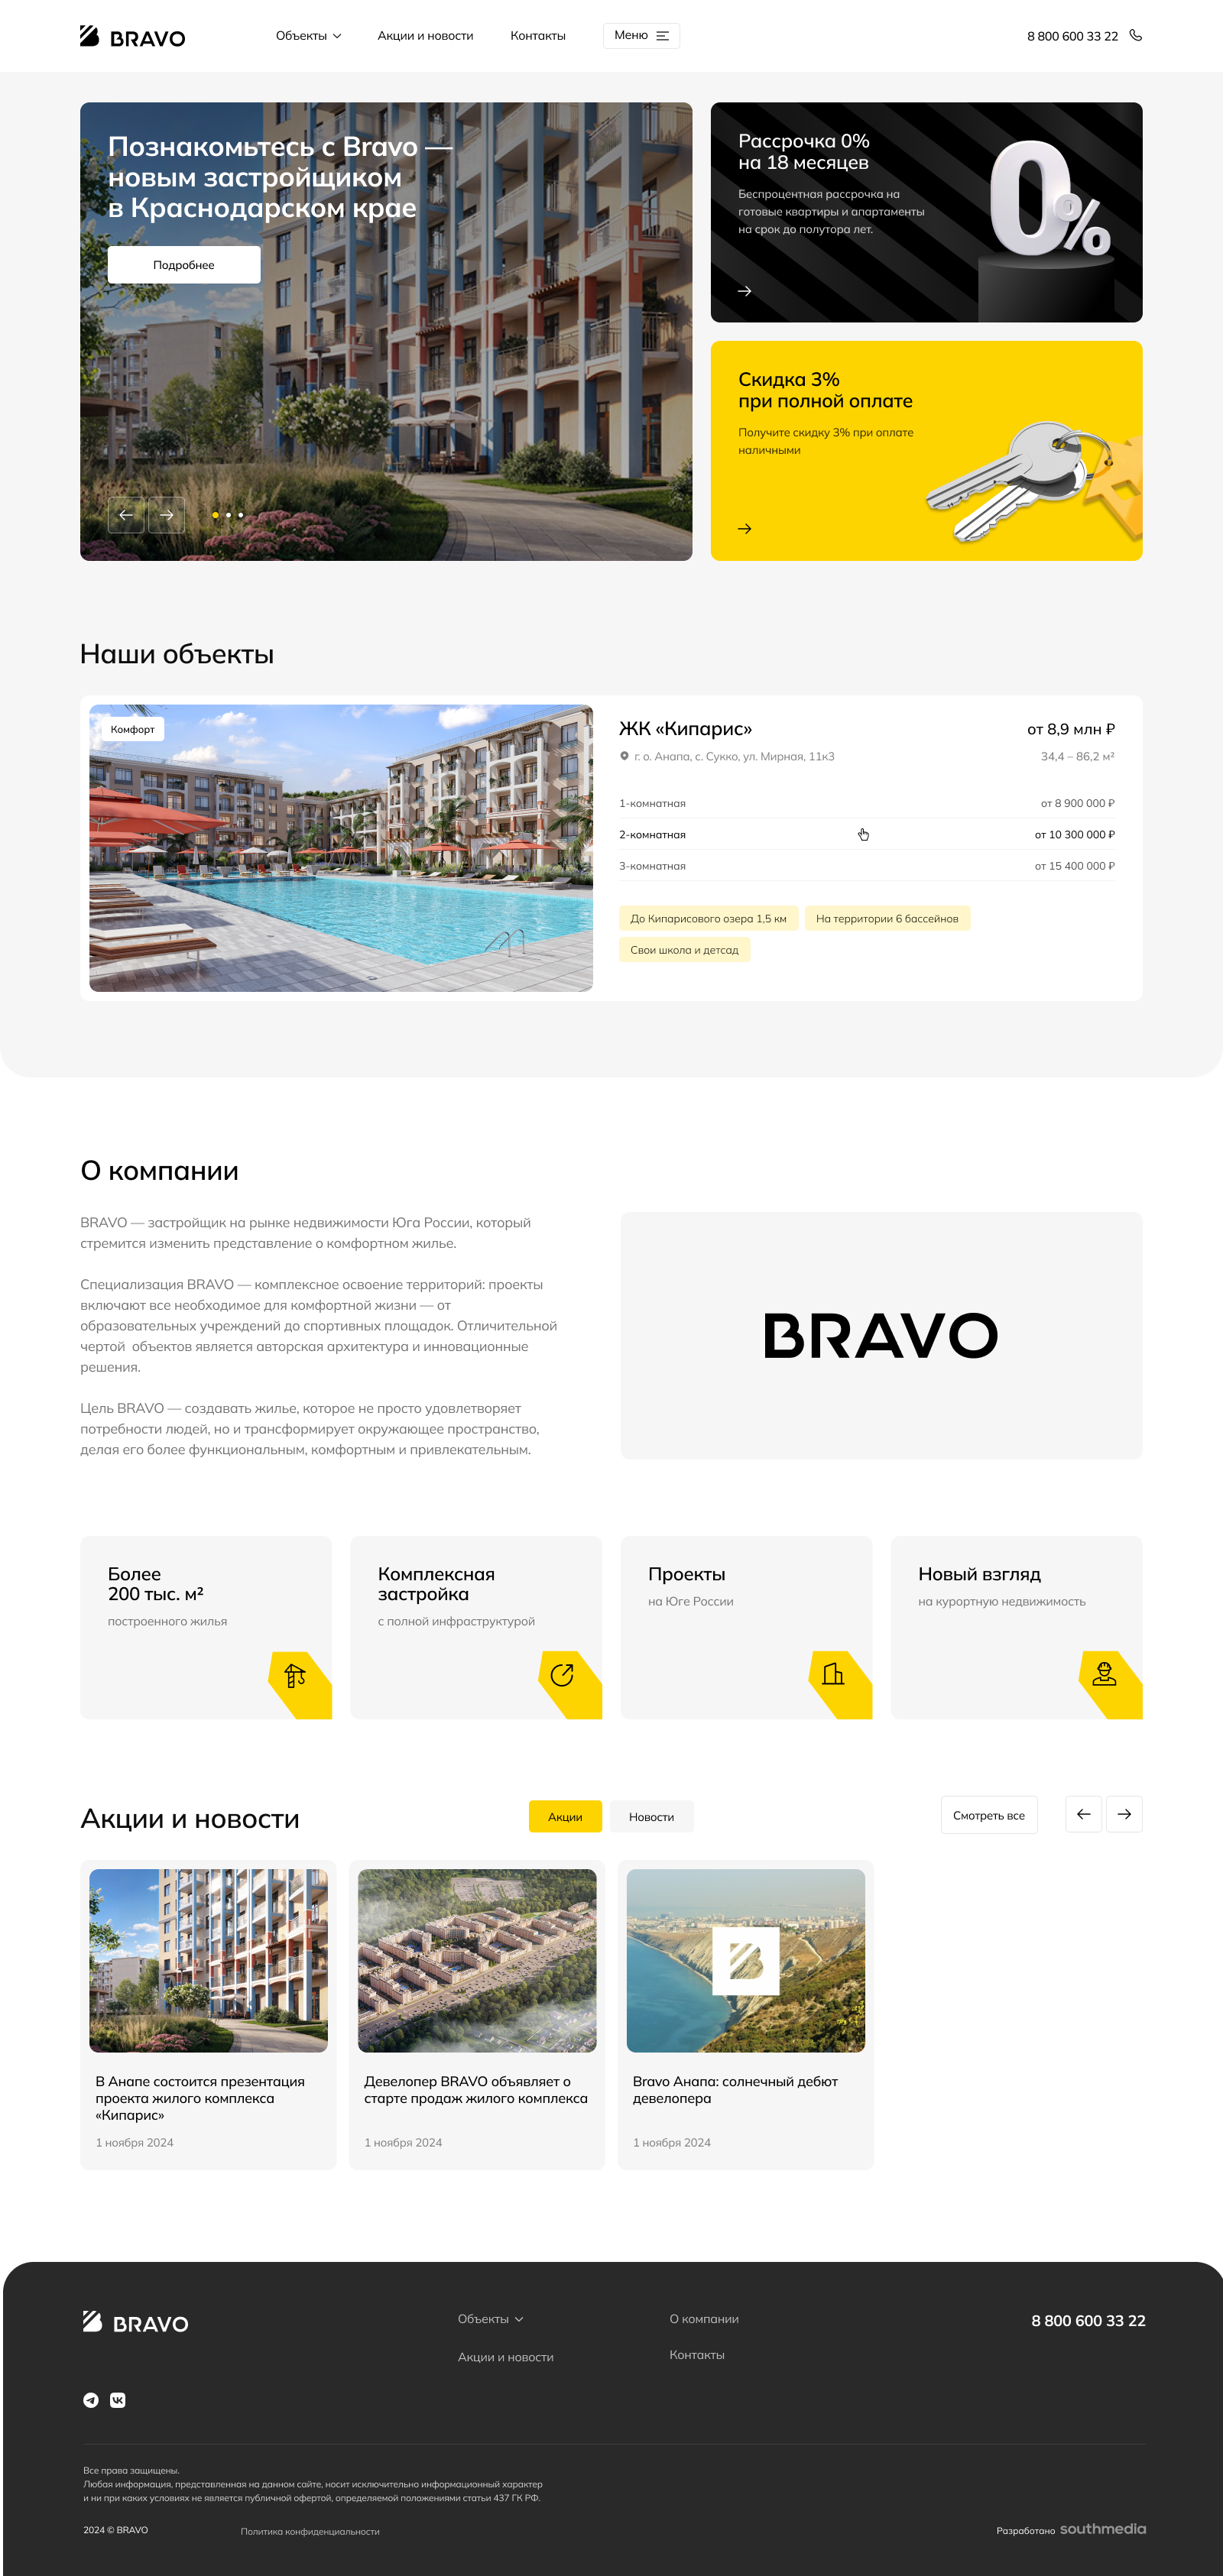 BRAVO
Объекты
Акции и новости
Контакты
Меню
8 800 600 33 22
Познакомьтесь с Bravo —
новым застройщиком
в Краснодарском крае
Подробнее
Рассрочка 0%
на 18 месяцев
Беспроцентная рассрочка на
готовые квартиры и апартаменты
на срок до полутора лет.
0%
Скидка 3%
при полной оплате
Получите скидку 3% при оплате
наличными
Наши объекты
Комфорт
ЖК «Кипарис»
от 8,9 млн ₽
г. о. Анапа, с. Сукко, ул. Мирная, 11к3
34,4 – 86,2 м²
1-комнатная
от 8 900 000 ₽
2-комнатная
от 10 300 000 ₽
3-комнатная
от 15 400 000 ₽
До Кипарисового озера 1,5 км
На территории 6 бассейнов
Свои школа и детсад
О компании
BRAVO — застройщик на рынке недвижимости Юга России, который
стремится изменить представление о комфортном жилье.
Специализация BRAVO — комплексное освоение территорий: проекты
включают все необходимое для комфортной жизни — от
образовательных учреждений до спортивных площадок. Отличительной
чертой  объектов является авторская архитектура и инновационные
решения.
Цель BRAVO — создавать жилье, которое не просто удовлетворяет
потребности людей, но и трансформирует окружающее пространство,
делая его более функциональным, комфортным и привлекательным.
BRAVO
Более
200 тыс. м²
построенного жилья
Комплексная
застройка
с полной инфраструктурой
Проекты
на Юге России
Новый взгляд
на курортную недвижимость
Акции и новости
Акции
Новости
Смотреть все
В Анапе состоится презентация
проекта жилого комплекса
«Кипарис»
1 ноября 2024
Девелопер BRAVO объявляет о
старте продаж жилого комплекса
1 ноября 2024
Bravo Анапа: солнечный дебют
девелопера
1 ноября 2024
BRAVO
Объекты
Акции и новости
О компании
Контакты
8 800 600 33 22
Все права защищены.
Любая информация, представленная на данном сайте, носит исключительно информационный характер
и ни при каких условиях не является публичной офертой, определяемой положениями статьи 437 ГК РФ.
2024 © BRAVO
Политика конфиденциальности
Разработано southmedia